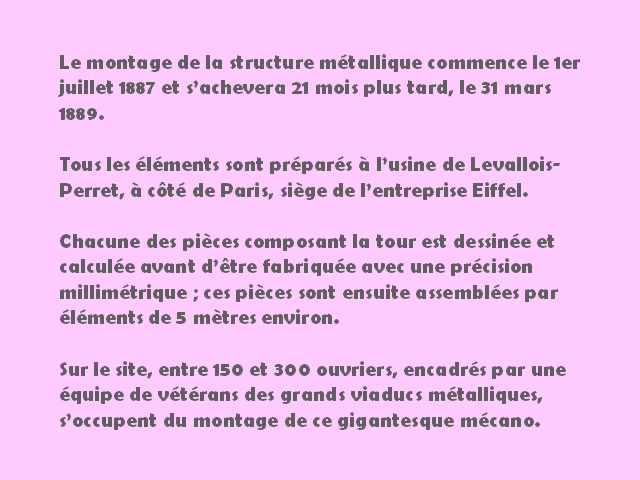 Le montage de la structure métallique commence le 1er
juillet 1887 et s'achevera 21 mois plus tard, le 31 mars
1889.
Tous les éléments sont préparés à l'usine de Levallois-
Perret, à côté de Paris, siège de l'entreprise Eiffel.
Chacune des pièces composant la tour est dessinée et
calculée avant d'être fabriquée avec une précision
millimétrique ; ces pièces sont ensuite assemblées par
éléments de 5 mètres environ.
Sur le site, entre 150 et 300 ouvriers, encadrés par une
équipe de vétérans des grands viaducs métalliques,
s'occupent du montage de ce gigantesque mécano.